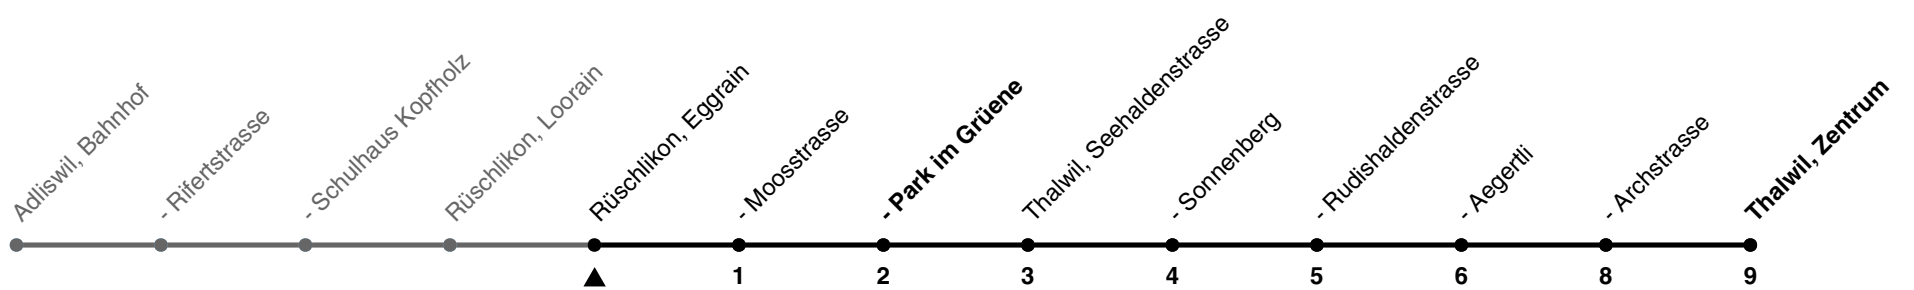 Adliswil, Bahnhof
- Rifertstrasse
- Schulhaus Kopfholz
Rüschlikon, Loorain
Rüschlikon, Eggrain
- Moosstrasse
- Park im Grüene
Thalwil, Seehaldenstrasse
- Sonnenberg
- Rudishaldenstrasse
- Aegertli
- Archstrasse
Thalwil, Zentrum
1 2 3 4 5 6 8 9